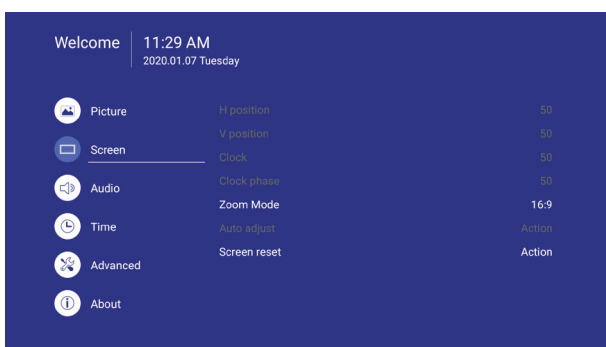 Welcome
11:29 AM
2020.01.07 Tuesday
Picture
Screen
Audio
Time
Advanced
About
H position 50
V position 50
Clock 50
Clock phase 50
Zoom Mode 16:9
Auto adjust Action
Screen reset Action